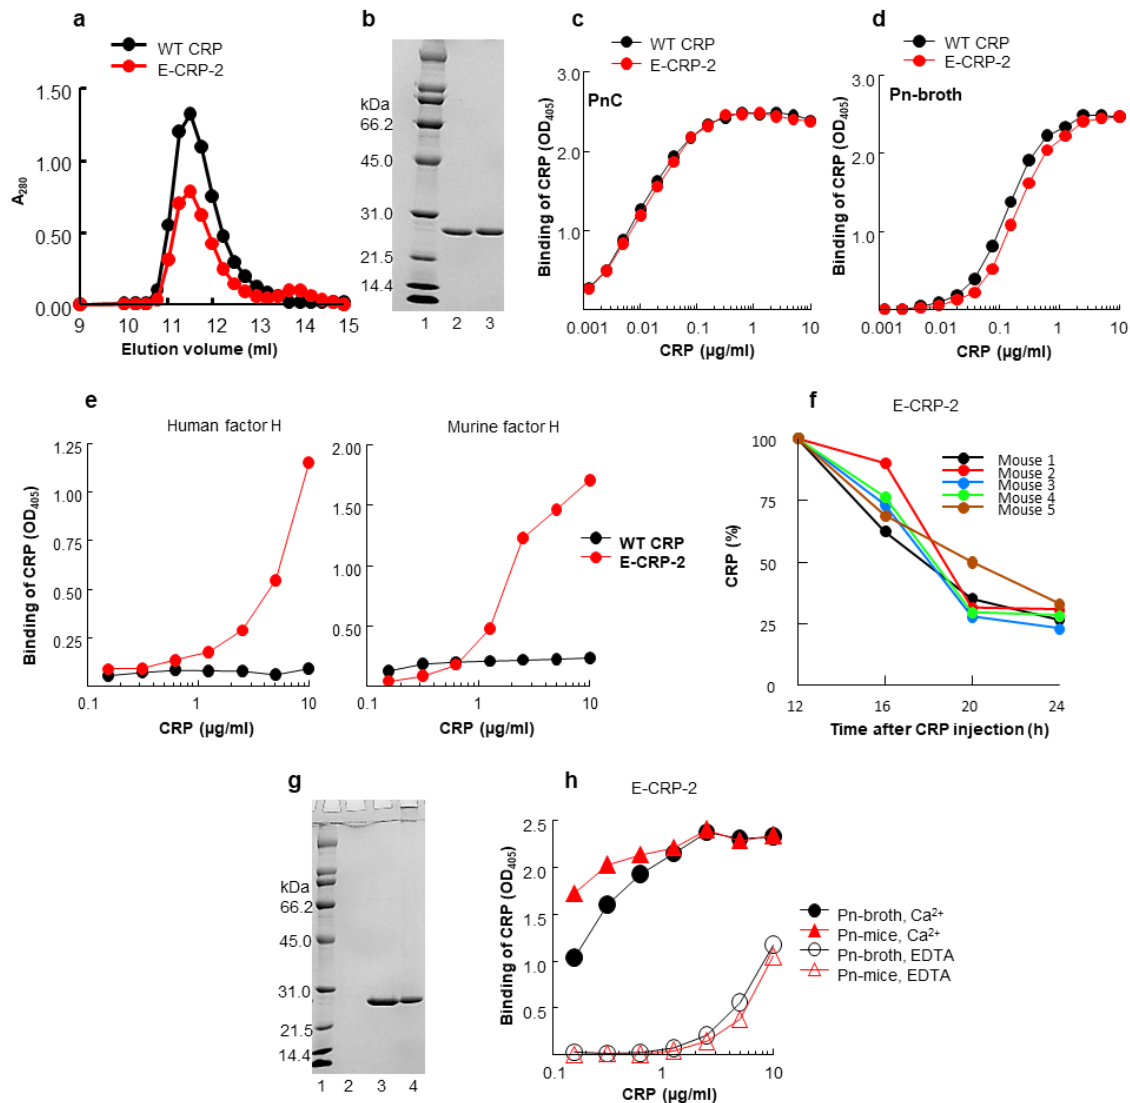 a
WT CRP
E-CRP-2
1.50
1.00
0.50
0.00
A280
9 10 11 12 13 14 15
Elution volume (ml)
b
kDa
66.2
45.0
31.0
21.5
14.4
1 2 3
c
WT CRP
E-CRP-2
PnC
3.0
2.0
1.0
Binding of CRP (OD405)
0.001 0.01 0.1 1 10
CRP (µg/ml)
d
WT CRP
E-CRP-2
Pn-broth
3.0
2.0
1.0
Binding of CRP (OD405)
0.001 0.01 0.1 1 10
CRP (µg/ml)
e
Human factor H
1.25
1.00
0.75
0.50
0.25
Binding of CRP (OD405)
0.1 1 10
CRP (µg/ml)
Murine factor H
2.00
1.50
1.00
0.50
0.1 1 10
CRP (µg/ml)
WT CRP
E-CRP-2
f
E-CRP-2
100
75
50
25
0
CRP (%)
Mouse 1
Mouse 2
Mouse 3
Mouse 4
Mouse 5
12 16 20 24
Time after CRP injection (h)
g
kDa
66.2
45.0
31.0
21.5
14.4
1 2 3 4
h
E-CRP-2
2.5
2.0
1.5
1.0
0.5
Binding of CRP (OD405)
0.1 1 10
CRP (µg/ml)
Pn-broth, Ca2+
Pn-mice, Ca2+
Pn-broth, EDTA
Pn-mice, EDTA